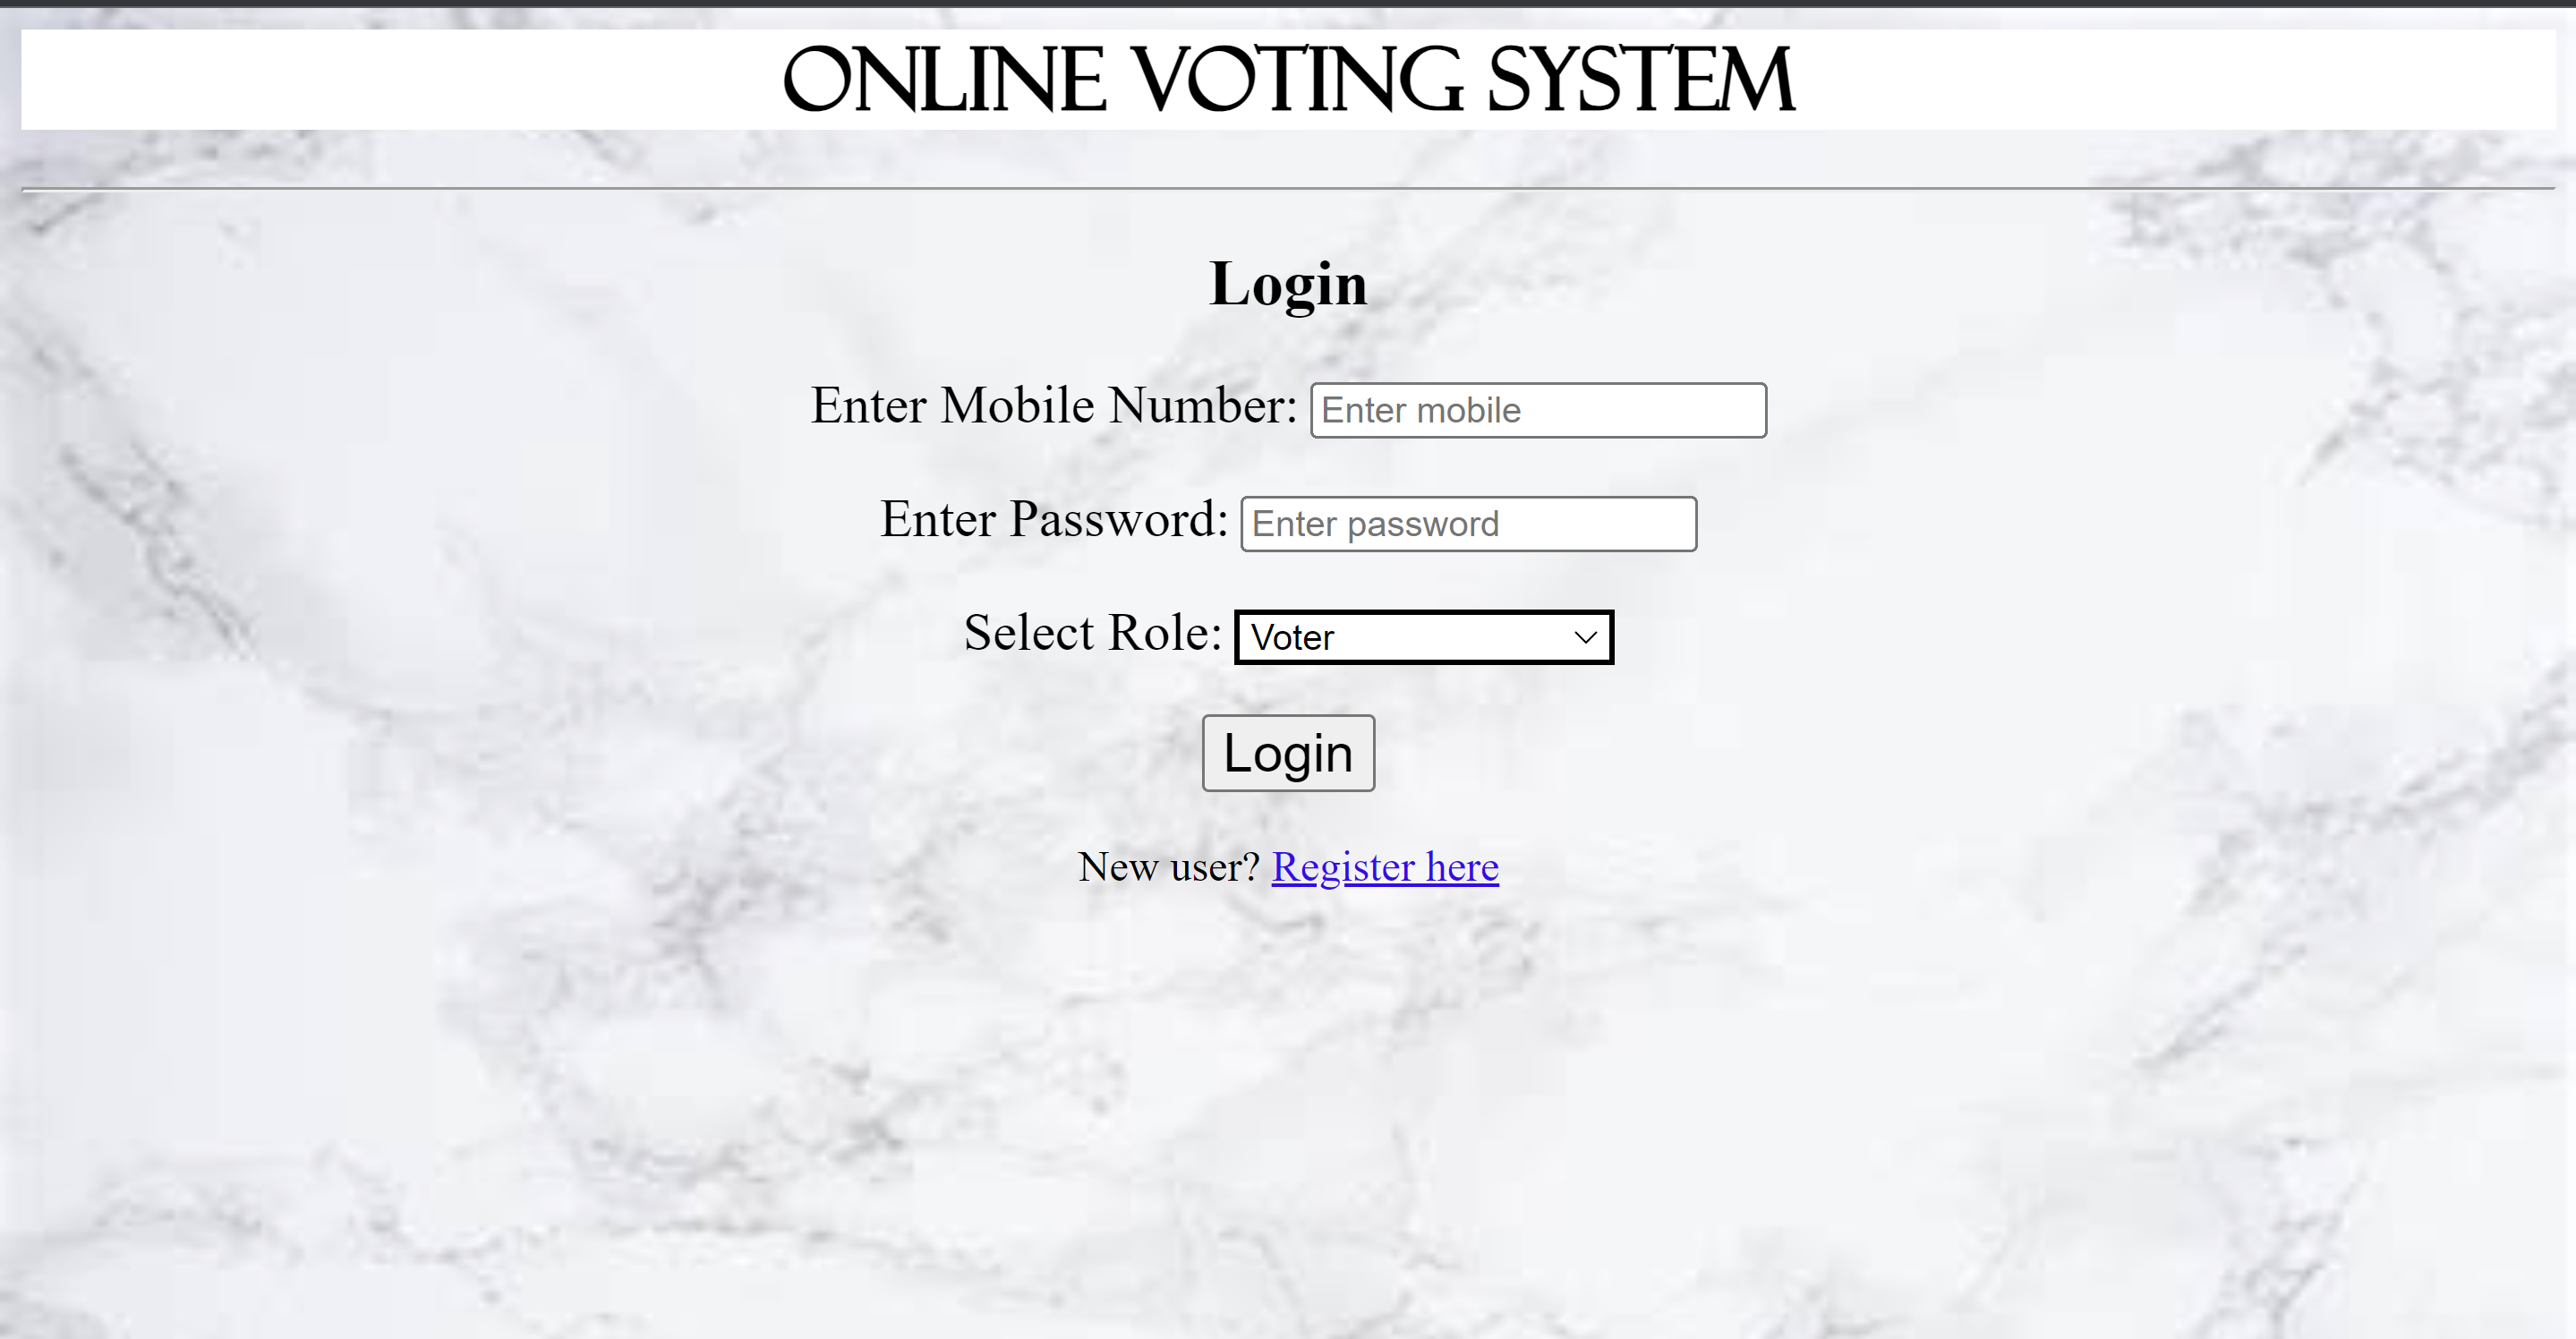 ONLINE VOTING SYSTEM
Login
Enter Mobile Number: Enter mobile
Enter Password: Enter password
Select Role: Voter
Login
New user? Register here